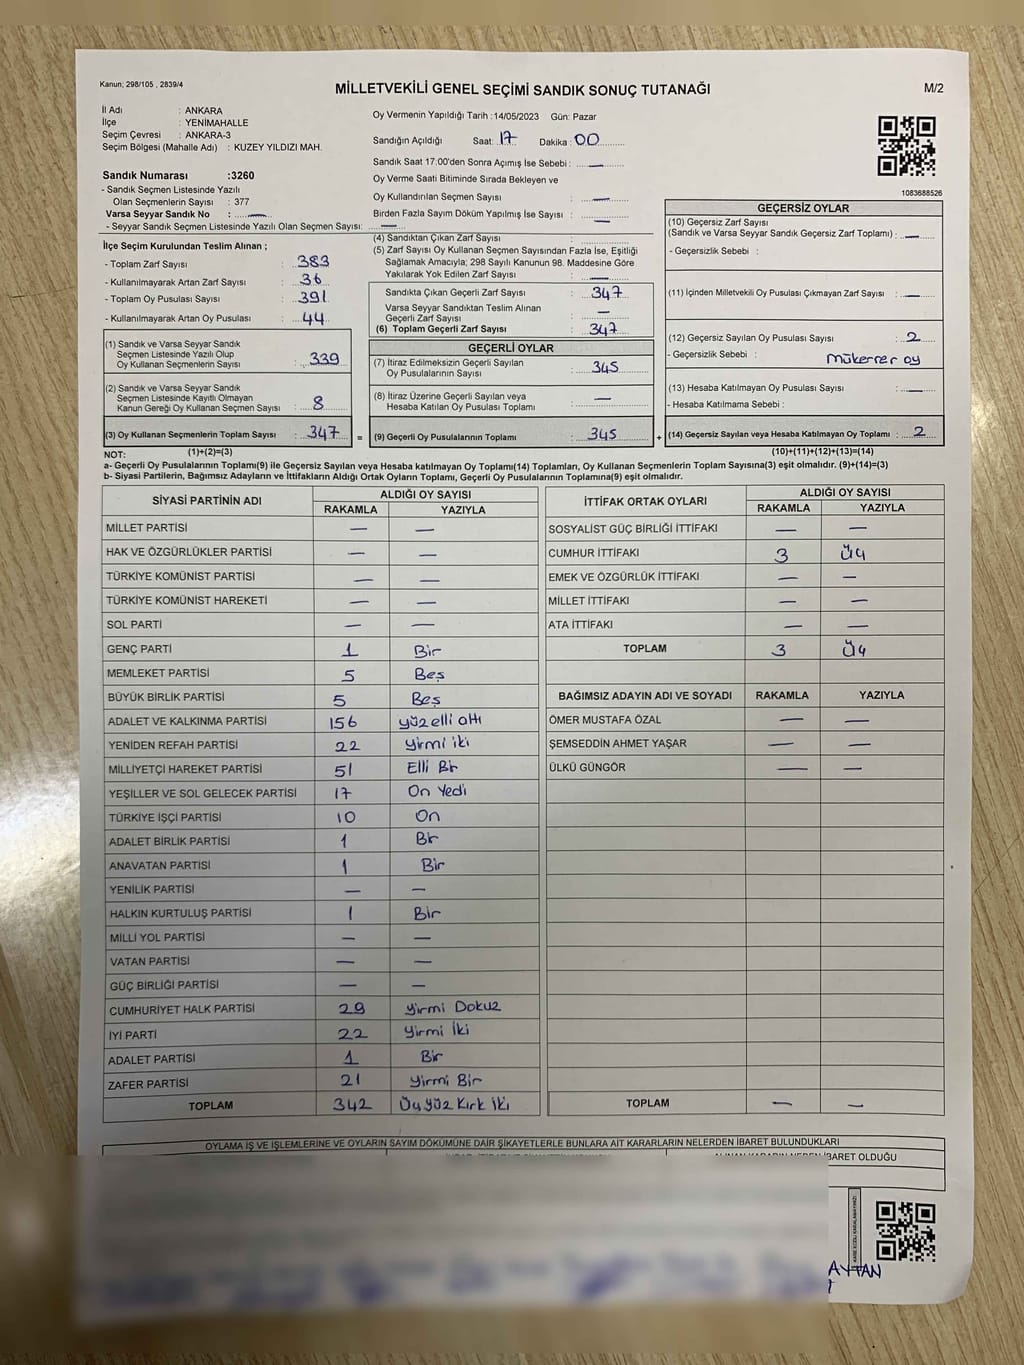 Kanun; 298/105 , 2839/4
MİLLETVEKİLİ GENEL SEÇİMİ SANDIK SONUÇ TUTANAĞI
M/2
İl Adı : ANKARA
İlçe : YENİMAHALLE
Seçim Çevresi : ANKARA-3
Seçim Bölgesi (Mahalle Adı) : KUZEY YILDIZI MAH.
Sandık Numarası :3260
- Sandık Seçmen Listesinde Yazılı
Olan Seçmenlerin Sayısı : 377
Varsa Seyyar Sandık No : —
- Seyyar Sandık Seçmen Listesinde Yazılı Olan Seçmen Sayısı: —
Oy Vermenin Yapıldığı Tarih :14/05/2023 Gün: Pazar
Sandığın Açıldığı Saat: 17 Dakika : 00
Sandık Saat 17:00'den Sonra Açımış İse Sebebi : —
Oy Verme Saati Bitiminde Sırada Bekleyen ve
Oy Kullandırılan Seçmen Sayısı : —
Birden Fazla Sayım Döküm Yapılmış İse Sayısı : —
1083688526
İlçe Seçim Kurulundan Teslim Alınan ;
- Toplam Zarf Sayısı : 383
- Kullanılmayarak Artan Zarf Sayısı : 36
- Toplam Oy Pusulası Sayısı : 391
- Kullanılmayarak Artan Oy Pusulası : 44
(4) Sandıktan Çıkan Zarf Sayısı :
(5) Zarf Sayısı Oy Kullanan Seçmen Sayısından Fazla İse, Eşitliği
Sağlamak Amacıyla; 298 Sayılı Kanunun 98. Maddesine Göre
Yakılarak Yok Edilen Zarf Sayısı : —
Sandıkta Çıkan Geçerli Zarf Sayısı : 347
Varsa Seyyar Sandıktan Teslim Alınan
Geçerli Zarf Sayısı : —
(6) Toplam Geçerli Zarf Sayısı : 347
GEÇERSİZ OYLAR
(10) Geçersiz Zarf Sayısı
(Sandık ve Varsa Seyyar Sandık Geçersiz Zarf Toplamı) : —
- Geçersizlik Sebebi :
(11) İçinden Milletvekili Oy Pusulası Çıkmayan Zarf Sayısı : —
(12) Geçersiz Sayılan Oy Pusulası Sayısı : 2
- Geçersizlik Sebebi : Mükerrer oy
(13) Hesaba Katılmayan Oy Pusulası Sayısı : —
- Hesaba Katılmama Sebebi :
(14) Geçersiz Sayılan veya Hesaba Katılmayan Oy Toplamı : 2
(1) Sandık ve Varsa Seyyar Sandık
Seçmen Listesinde Yazılı Olup
Oy Kullanan Seçmenlerin Sayısı : 339
(2) Sandık ve Varsa Seyyar Sandık
Seçmen Listesinde Kayıtlı Olmayan
Kanun Gereği Oy Kullanan Seçmen Sayısı : 8
(3) Oy Kullanan Seçmenlerin Toplam Sayısı : 347
GEÇERLİ OYLAR
(7) İtiraz Edilmeksizin Geçerli Sayılan
Oy Pusulalarının Sayısı : 345
(8) İtiraz Üzerine Geçerli Sayılan veya
Hesaba Katılan Oy Pusulası Toplamı : —
= (9) Geçerli Oy Pusulalarının Toplamı : 345 +
NOT: (1)+(2)=(3) (10)+(11)+(12)+(13)=(14)
a- Geçerli Oy Pusulalarının Toplamı(9) ile Geçersiz Sayılan veya Hesaba katılmayan Oy Toplamı(14) Toplamları, Oy Kullanan Seçmenlerin Toplam Sayısına(3) eşit olmalıdır. (9)+(14)=(3)
b- Siyasi Partilerin, Bağımsız Adayların ve İttifakların Aldığı Oyların Toplamı, Geçerli Oy Pusulalarının Toplamına(9) eşit olmalıdır.
SİYASİ PARTİNİN ADI ALDIĞI OY SAYISI
RAKAMLA YAZIYLA
MİLLET PARTİSİ — —
HAK VE ÖZGÜRLÜKLER PARTİSİ — —
TÜRKİYE KOMÜNİST PARTİSİ — —
TÜRKİYE KOMÜNİST HAREKETİ — —
SOL PARTİ — —
GENÇ PARTİ 1 Bir
MEMLEKET PARTİSİ 5 Beş
BÜYÜK BİRLİK PARTİSİ 5 Beş
ADALET VE KALKINMA PARTİSİ 156 yüz elli altı
YENİDEN REFAH PARTİSİ 22 Yirmi iki
MİLLİYETÇİ HAREKET PARTİSİ 51 Elli Bir
YEŞİLLER VE SOL GELECEK PARTİSİ 17 On Yedi
TÜRKİYE İŞÇİ PARTİSİ 10 On
ADALET BİRLİK PARTİSİ 1 Bir
ANAVATAN PARTİSİ 1 Bir
YENİLİK PARTİSİ — —
HALKIN KURTULUŞ PARTİSİ 1 Bir
MİLLİ YOL PARTİSİ — —
VATAN PARTİSİ — —
GÜÇ BİRLİĞİ PARTİSİ — —
CUMHURİYET HALK PARTİSİ 29 Yirmi Dokuz
İYİ PARTİ 22 Yirmi İki
ADALET PARTİSİ 1 Bir
ZAFER PARTİSİ 21 Yirmi Bir
TOPLAM 342 Üçyüz Kırk İki
İTTİFAK ORTAK OYLARI ALDIĞI OY SAYISI
RAKAMLA YAZIYLA
SOSYALİST GÜÇ BİRLİĞİ İTTİFAKI — —
CUMHUR İTTİFAKI 3 Üç
EMEK VE ÖZGÜRLÜK İTTİFAKI — —
MİLLET İTTİFAKI — —
ATA İTTİFAKI — —
TOPLAM 3 Üç
BAĞIMSIZ ADAYIN ADI VE SOYADI RAKAMLA YAZIYLA
ÖMER MUSTAFA ÖZAL — —
ŞEMSEDDİN AHMET YAŞAR — —
ÜLKÜ GÜNGÖR — —
TOPLAM — —
OYLAMA İŞ VE İŞLEMLERİNE VE OYLARIN SAYIM DÖKÜMÜNE DAİR ŞİKAYETLERLE BUNLARA AİT KARARLARIN NELERDEN İBARET BULUNDUKLARI
ALINAN KARARIN NEDEN İBARET OLDUĞU
AYTAN